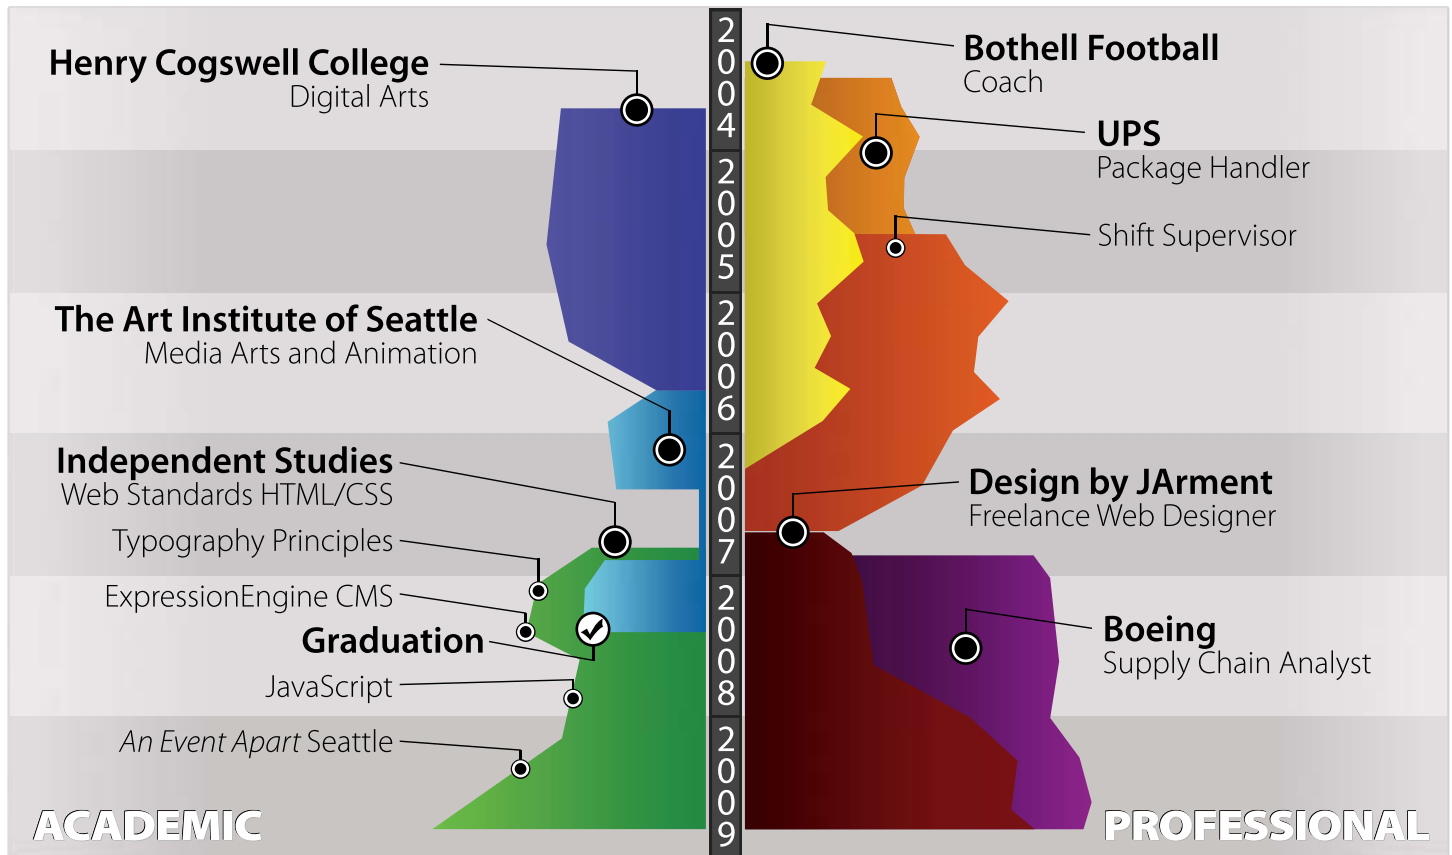 Henry Cogswell College
Digital Arts
The Art Institute of Seattle
Media Arts and Animation
Independent Studies
Web Standards HTML/CSS
Typography Principles
ExpressionEngine CMS
Graduation
JavaScript
An Event Apart Seattle
ACADEMIC
2004
2005
2006
2007
2008
2009
Bothell Football
Coach
UPS
Package Handler
Shift Supervisor
Design by JArment
Freelance Web Designer
Boeing
Supply Chain Analyst
PROFESSIONAL